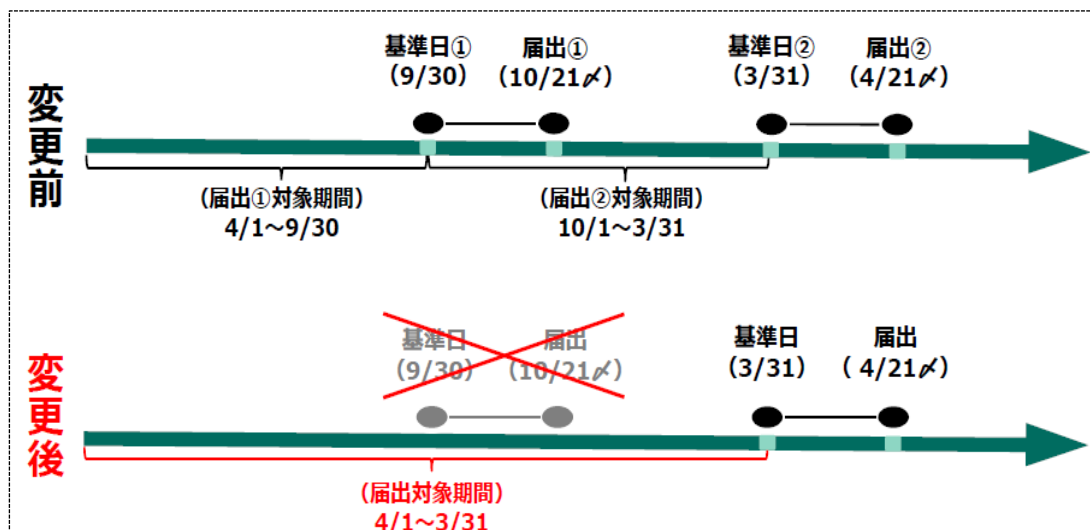 変更前
基準日①
(9/30)
届出①
(10/21〆)
基準日②
(3/31)
届出②
(4/21〆)
(届出①対象期間)
4/1~9/30
(届出②対象期間)
10/1~3/31
変更後
基準日
(9/30)
届出
(10/21〆)
基準日
(3/31)
届出
( 4/21〆)
(届出対象期間)
4/1~3/31